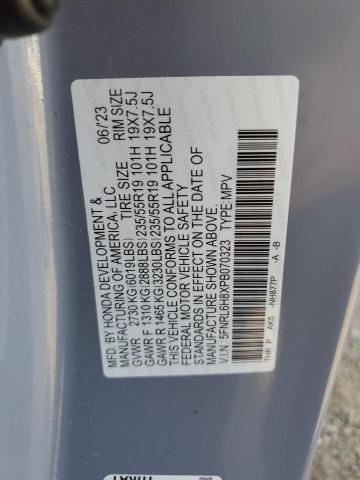 MFD. BY HONDA DEVELOPMENT & 06/23
MANUFACTURING OF AMERICA, LLC TIRE SIZE RIM SIZE
GVWR 2730 KG(6019LBS)
GAWR F 1310 KG(2888LBS) 235/55R19 101H 19X7.5J
GAWR R 1465 KG(3230LBS) 235/55R19 101H 19X7.5J
THIS VEHICLE CONFORMS TO ALL APPLICABLE
FEDERAL MOTOR VEHICLE SAFETY
STANDARDS IN EFFECT ON THE DATE OF
MANUFACTURE SHOWN ABOVE.
V.I.N.: 5FNRL6H8XPB070323 TYPE: MPV
THR P AK5 -NH877P -A -B